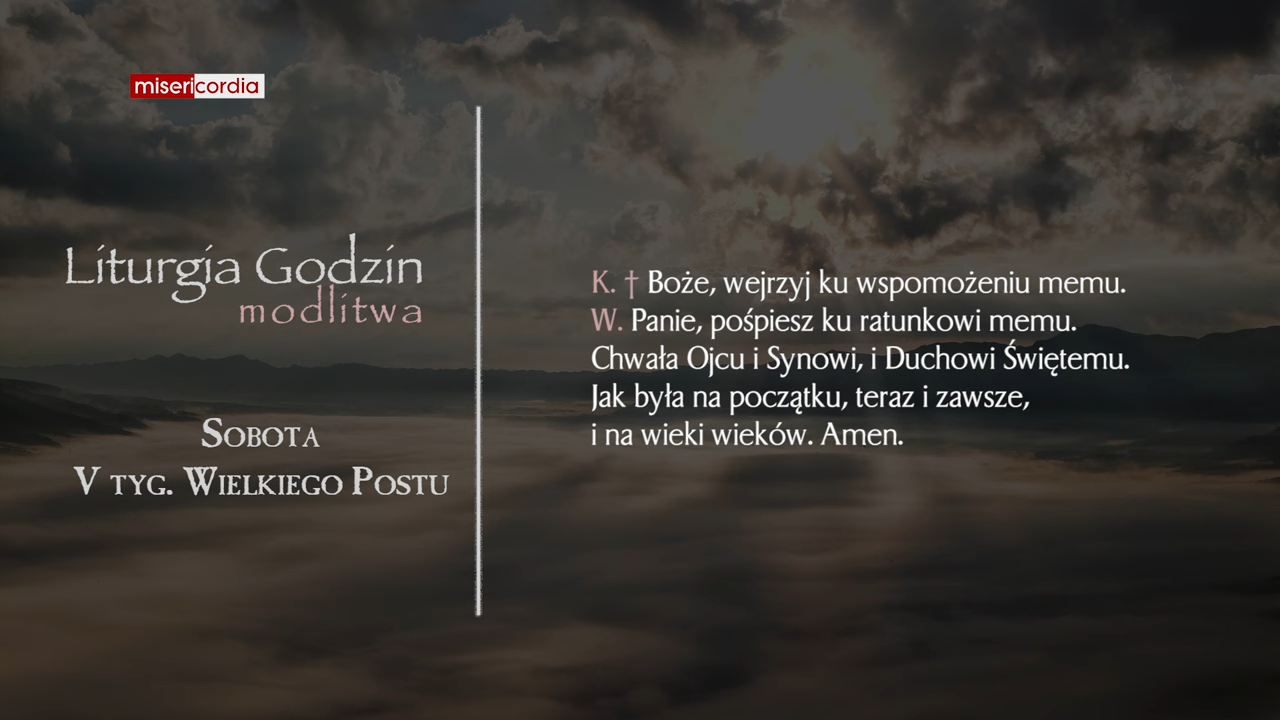 misericordia
Liturgia Godzin
modlitwa
Sobota
V tyg. Wielkiego Postu
K. † Boże, wejrzyj ku wspomożeniu memu.
W. Panie, pośpiesz ku ratunkowi memu.
Chwała Ojcu i Synowi, i Duchowi Świętemu.
Jak była na początku, teraz i zawsze,
i na wieki wieków. Amen.